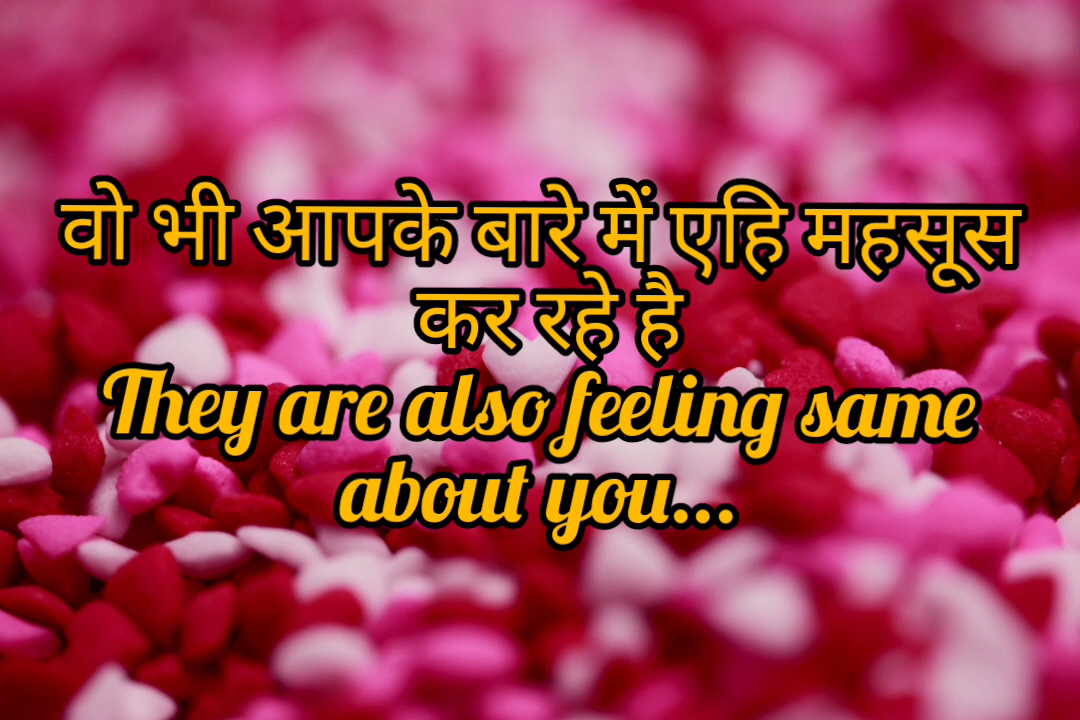 वो भी आपके बारे में एहि महसूस
कर रहे है
They are also feeling same
about you...